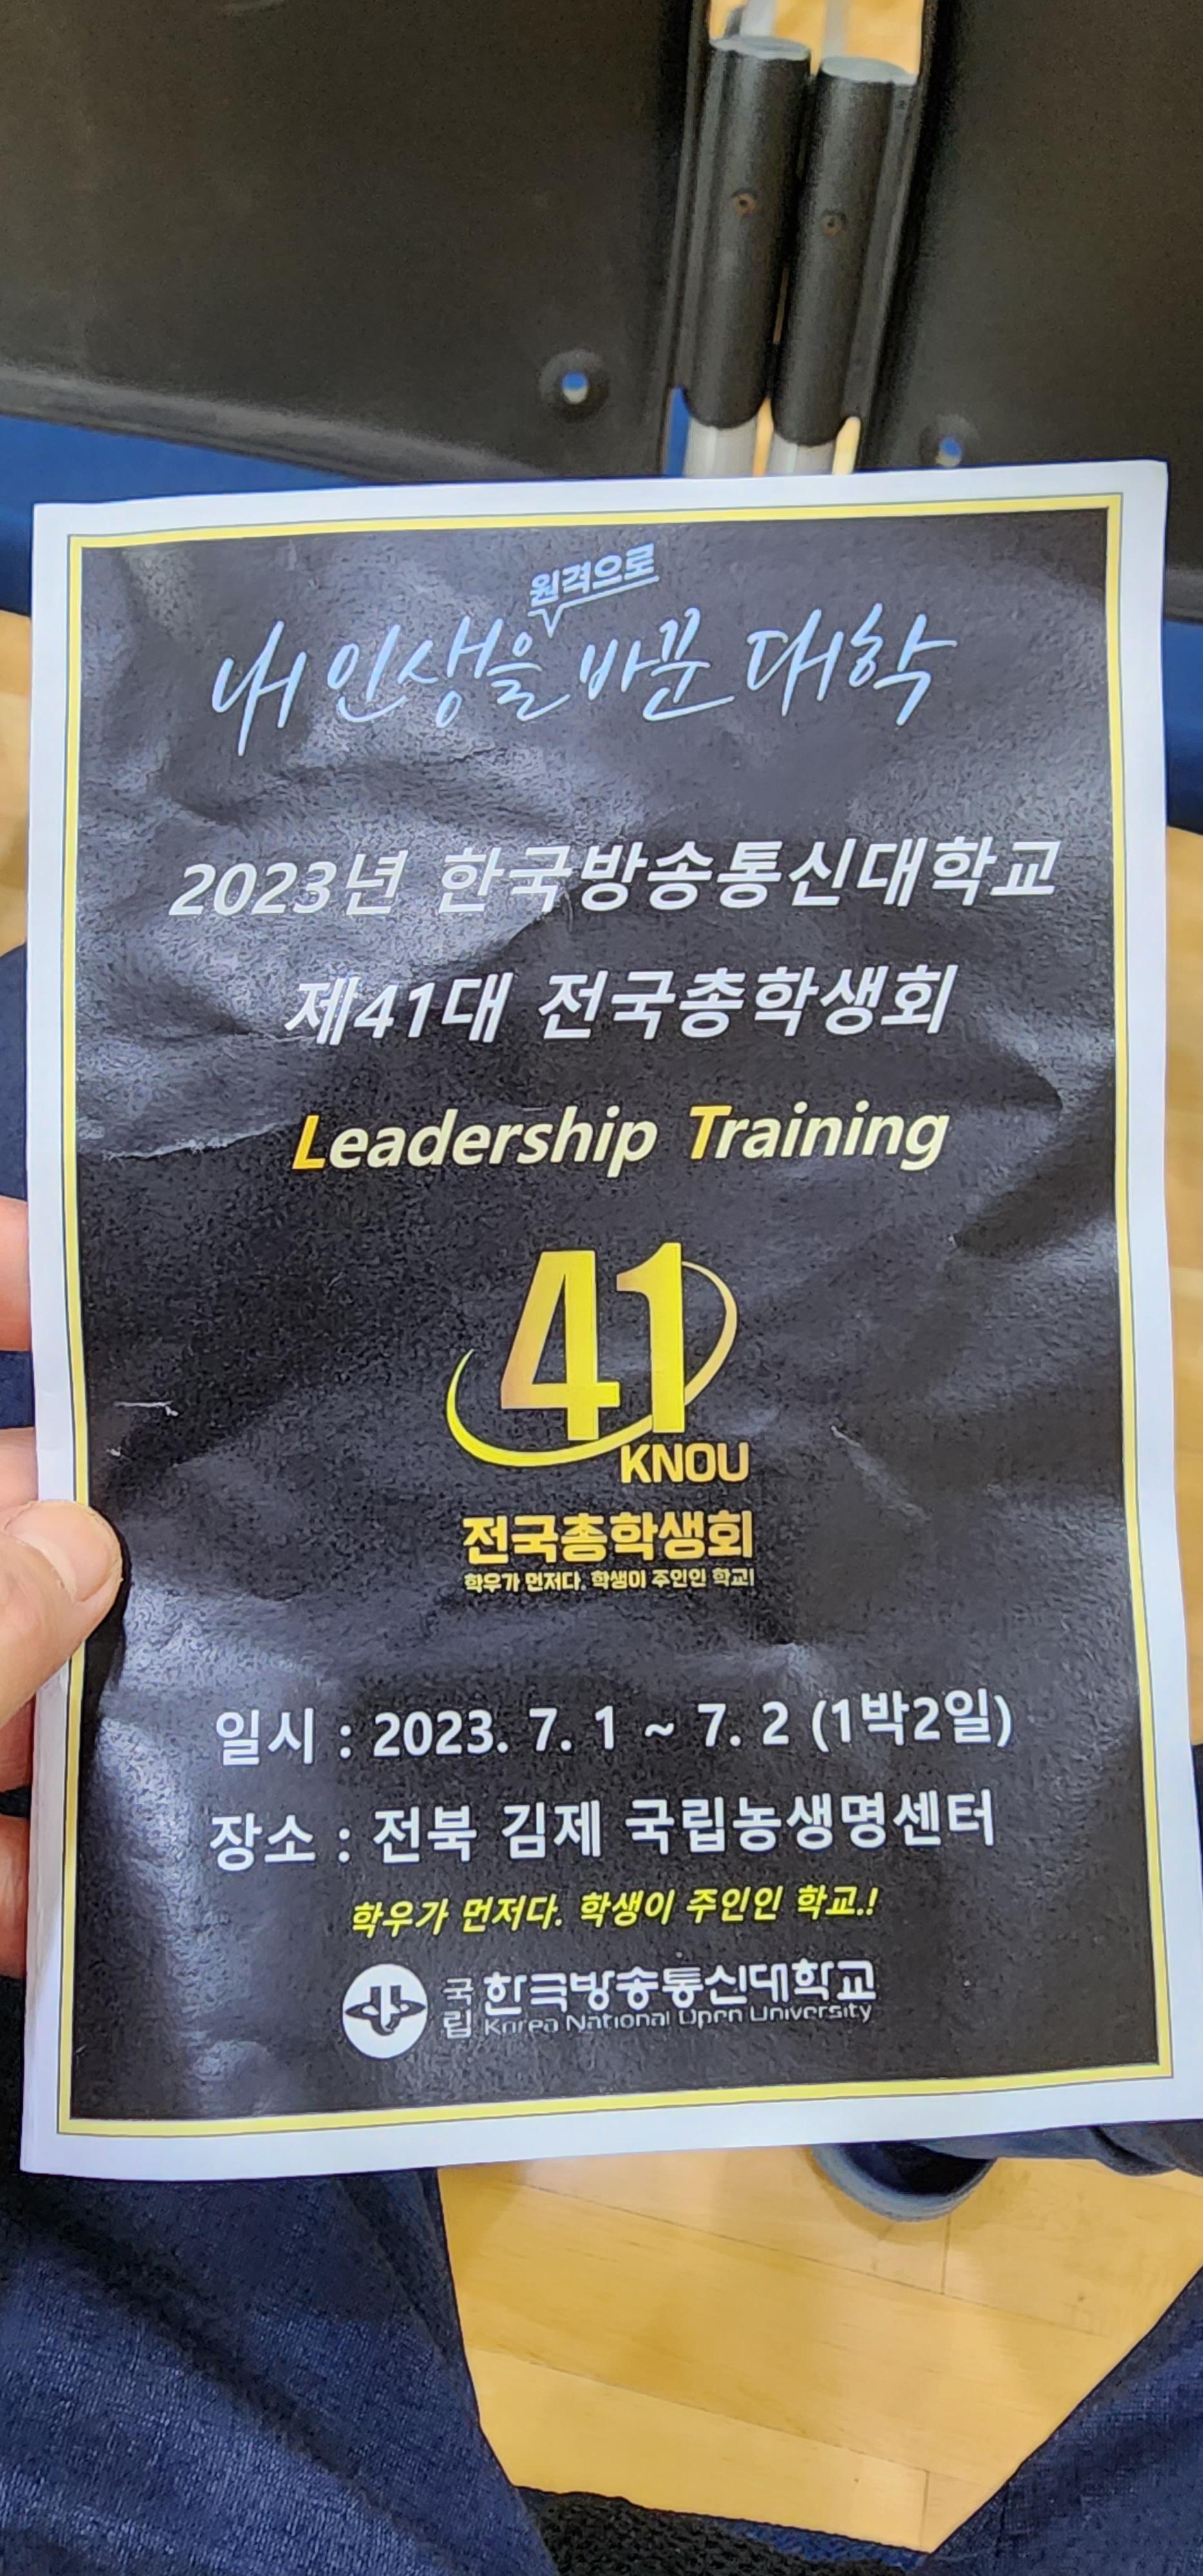 원격으로
내 인생을 바꾼 대학
2023년 한국방송통신대학교
제41대 전국총학생회
Leadership Training
41
KNOU
전국총학생회
학우가 먼저다. 학생이 주인인 학교!
일시 : 2023. 7. 1 ~ 7. 2 (1박2일)
장소 : 전북 김제 국립농생명센터
학우가 먼저다. 학생이 주인인 학교.!
국립 한국방송통신대학교
Korea National Open University